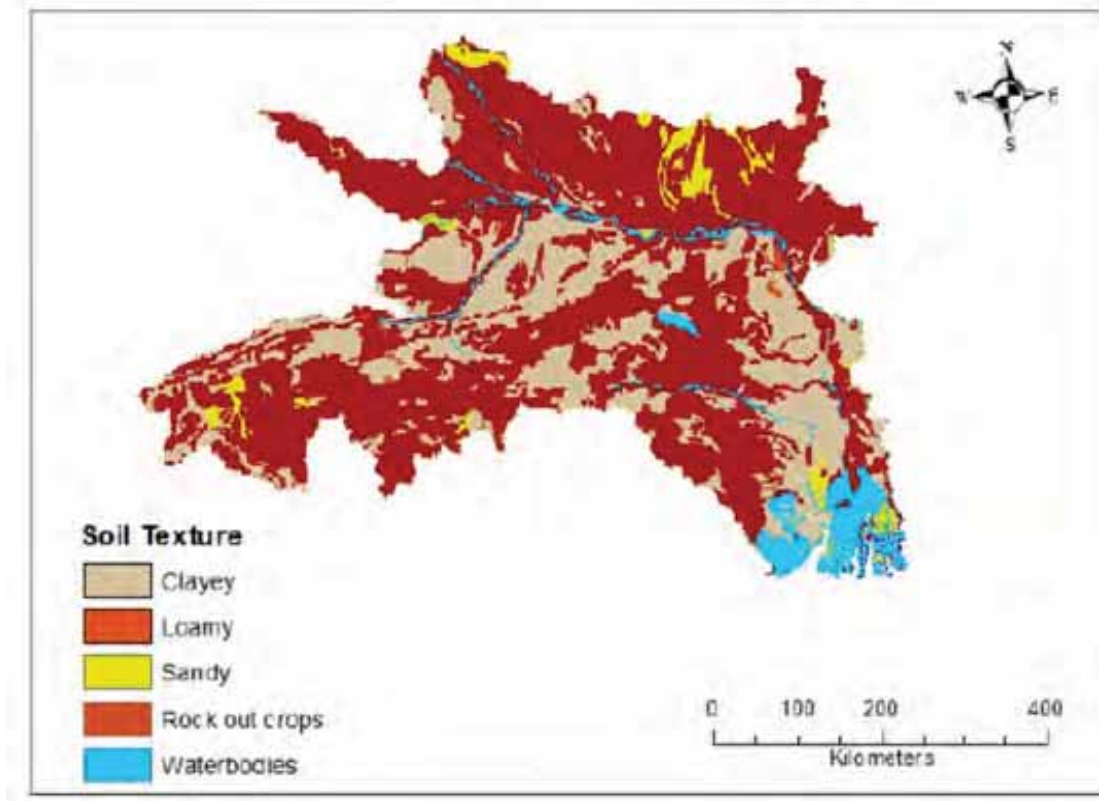 N
W E
S
Soil Texture
Clayey
Loamy
Sandy
Rock out crops
Waterbodies
0 100 200 400
Kilometers